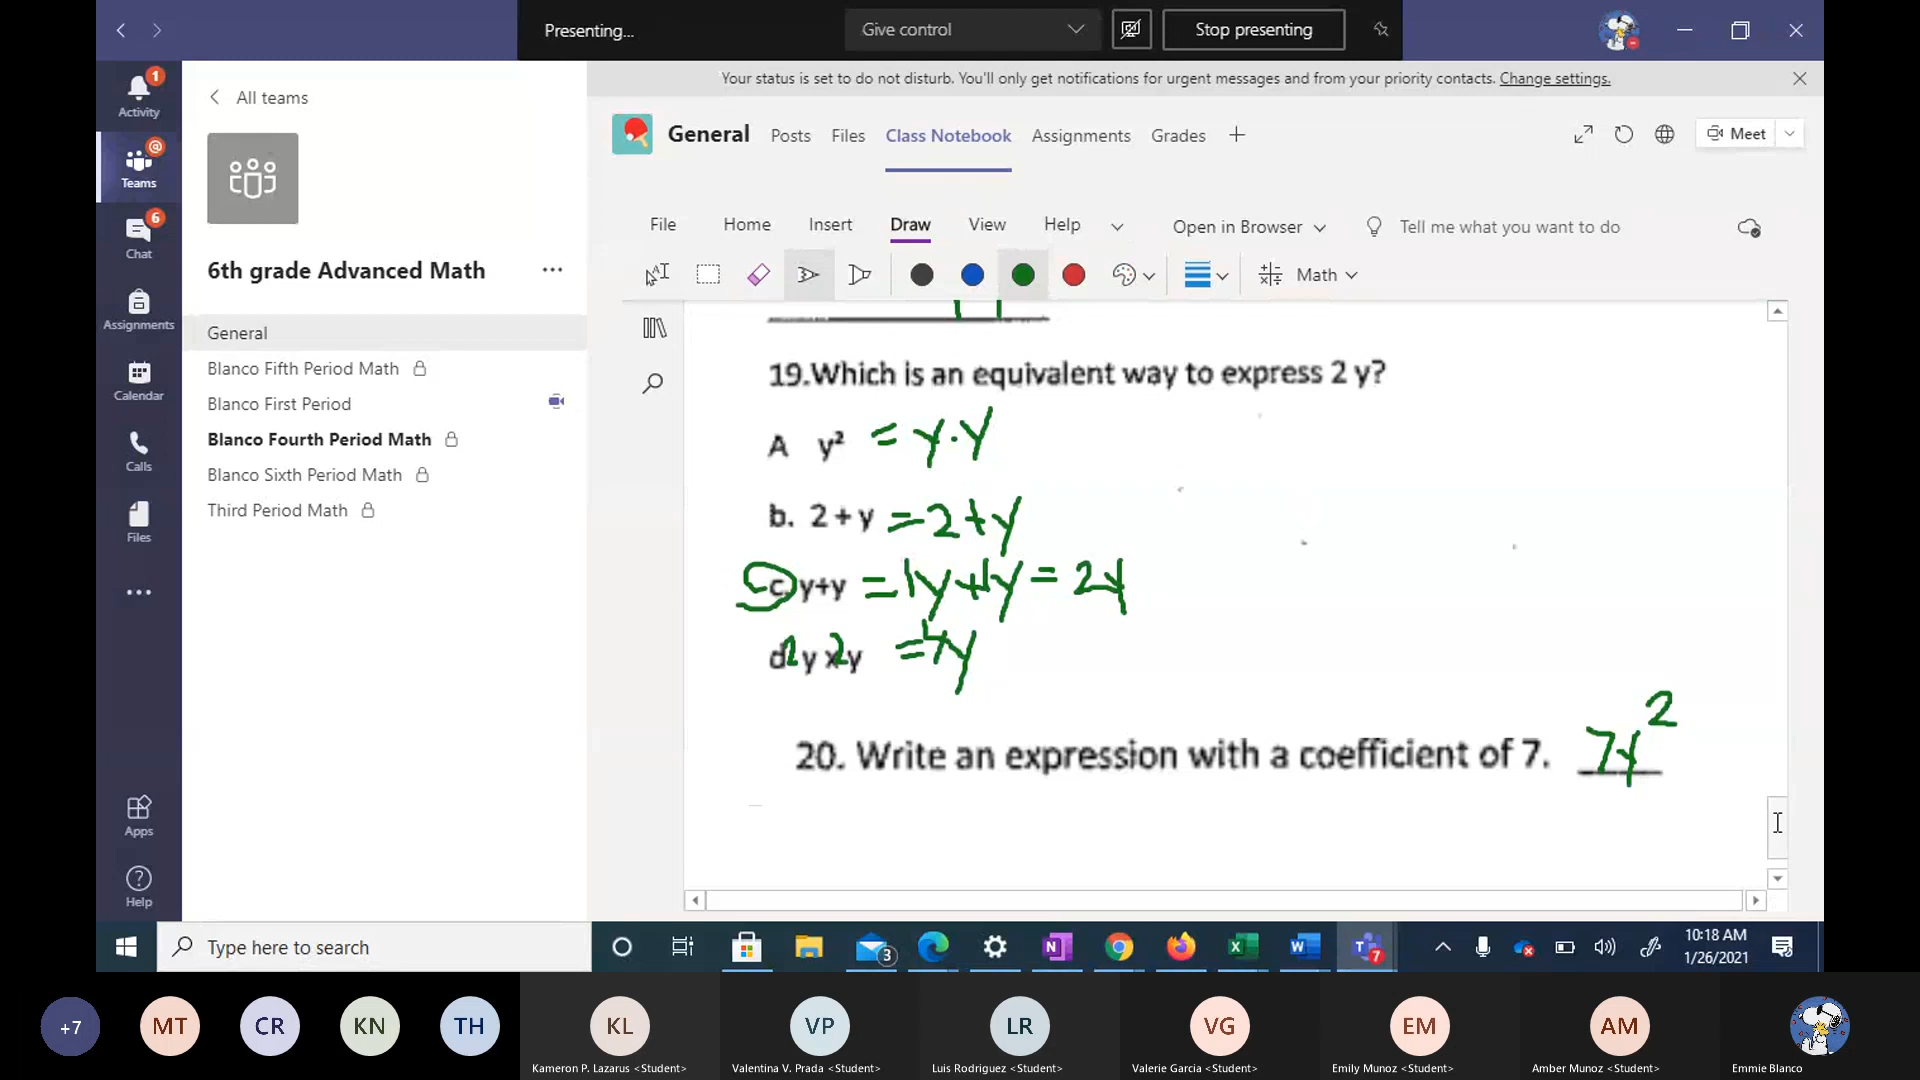 Presenting...
Give control
Stop presenting
Your status is set to do not disturb. You'll only get notifications for urgent messages and from your priority contacts. Change settings.
1
Activity
@
Teams
6
Chat
Assignments
Calendar
Calls
Files
Apps
Help
All teams
6th grade Advanced Math
General
Blanco Fifth Period Math
Blanco First Period
Blanco Fourth Period Math
Blanco Sixth Period Math
Third Period Math
General Posts Files Class Notebook Assignments Grades
Meet
File Home Insert Draw View Help Open in Browser Tell me what you want to do
Math
19.Which is an equivalent way to express 2 y?
A y² = y·y
b. 2 + y = 2+y
c. y+y = 1y+1y = 2y
d 2y x 2y =4y
20. Write an expression with a coefficient of 7. 7y²
Type here to search
3
7
10:18 AM
1/26/2021
+7 MT CR KN TH KL VP LR VG EM AM
Kameron P. Lazarus <Student> Valentina V. Prada <Student> Luis Rodriguez <Student> Valerie Garcia <Student> Emily Munoz <Student> Amber Munoz <Student> Emmie Blanco